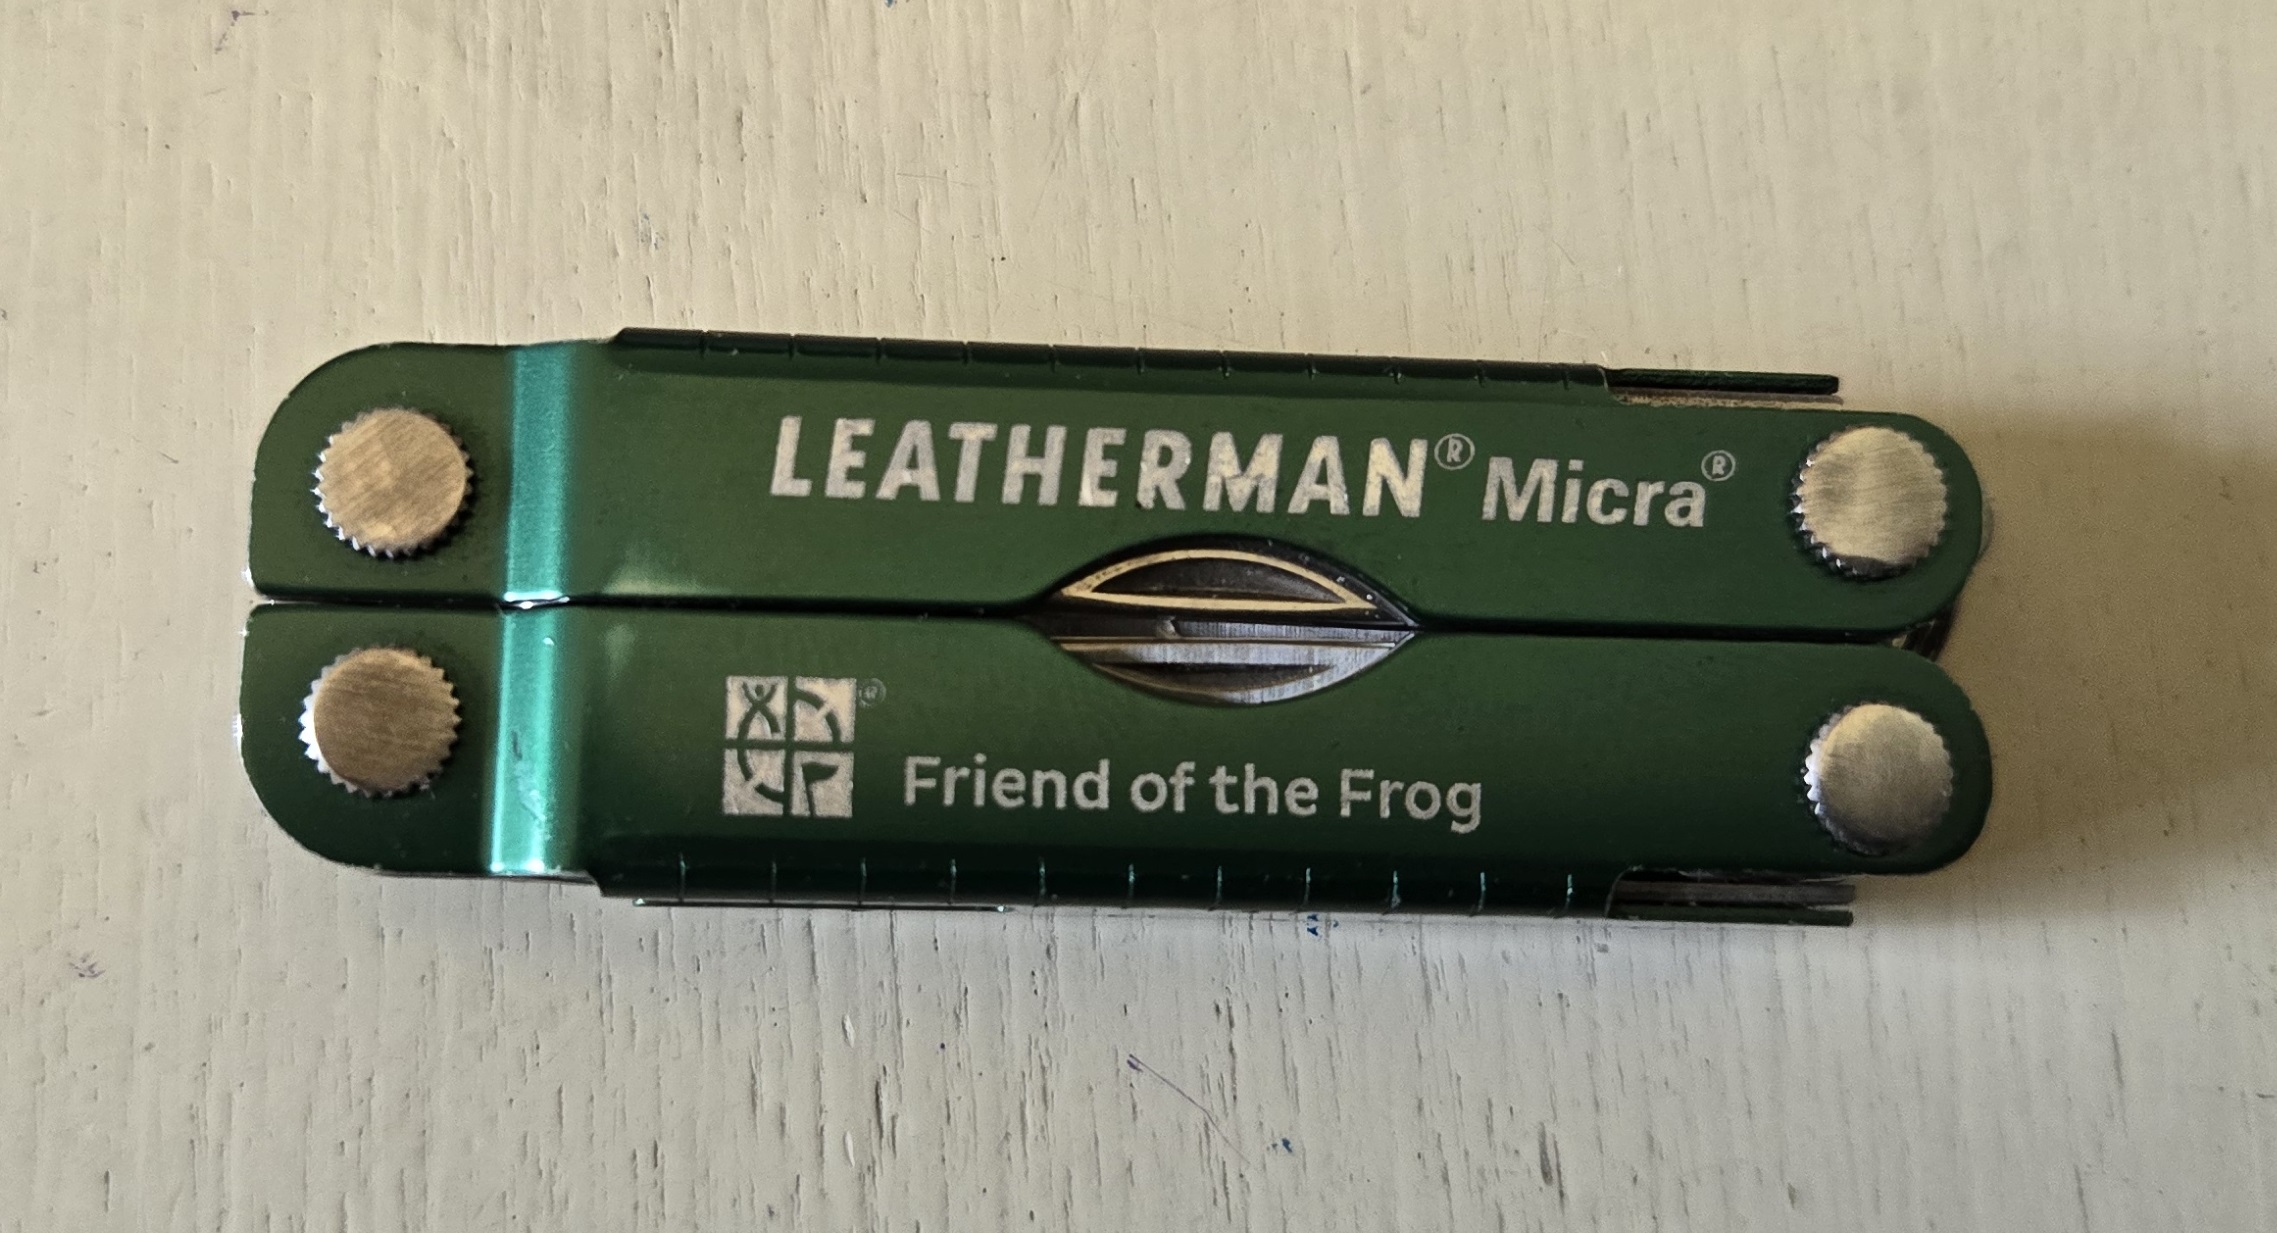 LEATHERMAN® Micra®
® Friend of the Frog